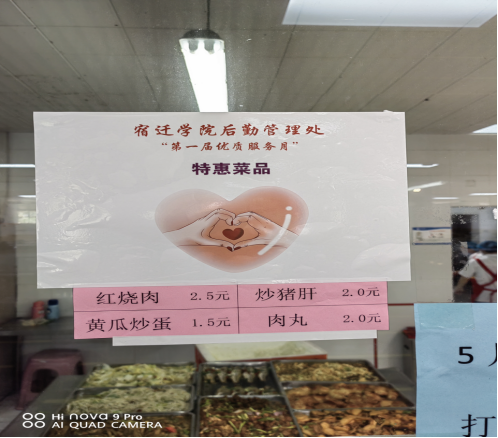 宿迁学院后勤管理处
“第一届优质服务月”
特惠菜品
红烧肉 2.5元 炒猪肝 2.0元
黄瓜炒蛋 1.5元 肉丸 2.0元
5月
打
Hi nova 9 Pro
AI QUAD CAMERA